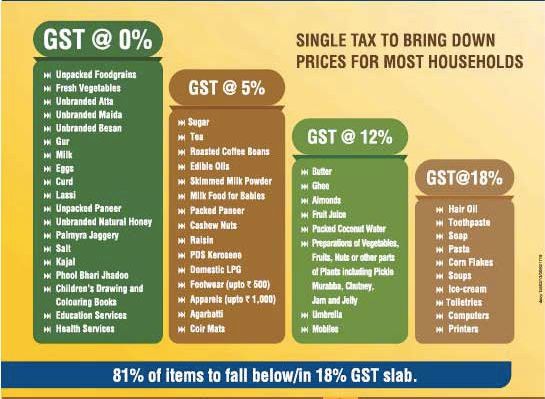 GST @ 0%
Unpacked Foodgrains
Fresh Vegetables
Unbranded Atta
Unbranded Maida
Unbranded Besan
Gur
Milk
Eggs
Curd
Lassi
Unpacked Paneer
Unbranded Natural Honey
Palmyra Jaggery
Salt
Kajal
Phool Bhari Jhadoo
Children's Drawing and
Colouring Books
Education Services
Health Services
SINGLE TAX TO BRING DOWN
PRICES FOR MOST HOUSEHOLDS
GST @ 5%
Sugar
Tea
Roasted Coffee Beans
Edible Oils
Skimmed Milk Powder
Milk Food for Babies
Packed Paneer
Cashew Nuts
Raisin
PDS Kerosene
Domestic LPG
Footwear (upto ₹ 500)
Apparels (upto ₹ 1,000)
Agarbatti
Coir Mats
GST @ 12%
Butter
Ghee
Almonds
Fruit Juice
Packed Coconut Water
Preparations of Vegetables,
Fruits, Nuts or other parts
of Plants including Pickle
Murabba, Chutney,
Jam and Jelly
Umbrella
Mobiles
GST@18%
Hair Oil
Toothpaste
Soap
Pasta
Corn Flakes
Soups
Ice-cream
Toiletries
Computers
Printers
81% of items to fall below/in 18% GST slab.